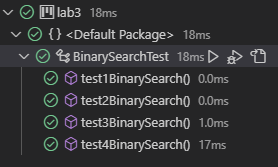 lab3 18ms
{ } <Default Package> 18ms
BinarySearchTest 18ms
test1BinarySearch() 0.0ms
test2BinarySearch() 0.0ms
test3BinarySearch() 1.0ms
test4BinarySearch() 17ms